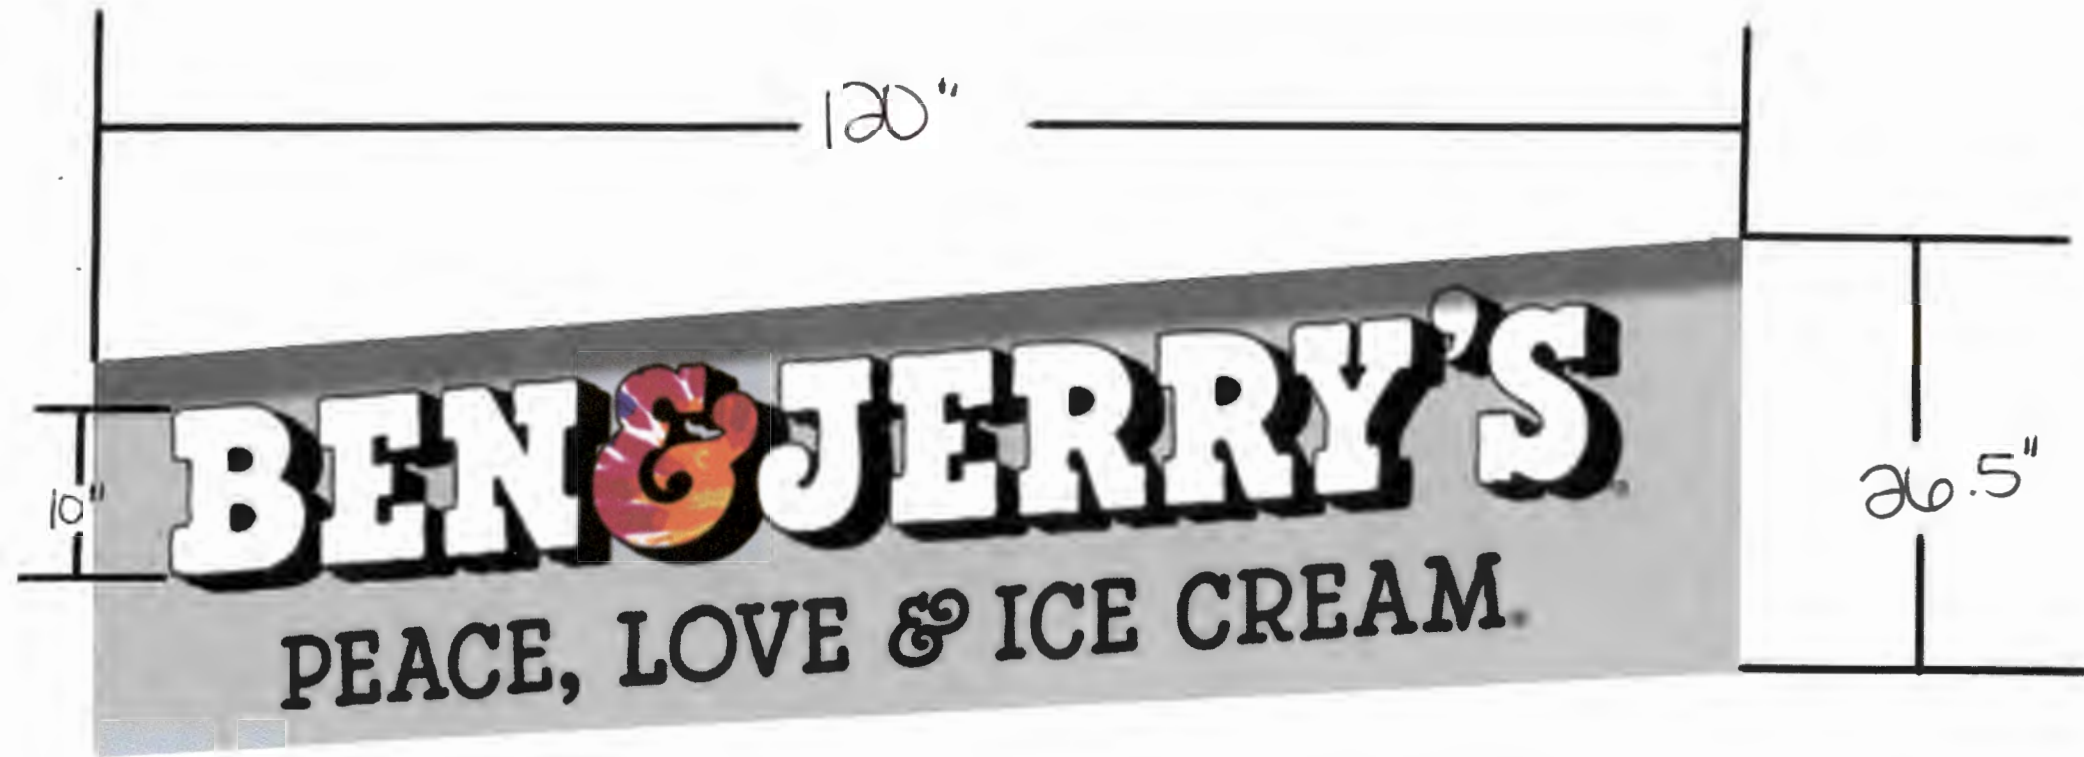 120"
BEN & JERRY'S
10"
26.5"
PEACE, LOVE & ICE CREAM.